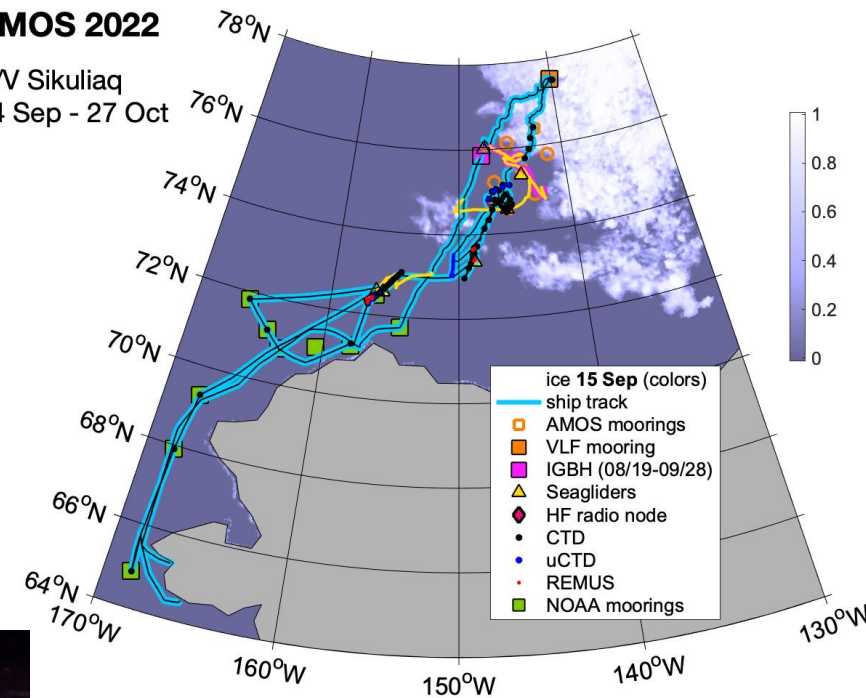 MOS 2022
V Sikuliaq
4 Sep - 27 Oct
78°N
76°N
74°N
72°N
70°N
68°N
66°N
64°N
170°W
160°W
150°W
140°W
130°W
1
0.8
0.6
0.4
0.2
0
ice 15 Sep (colors)
ship track
AMOS moorings
VLF mooring
IGBH (08/19-09/28)
Seagliders
HF radio node
CTD
uCTD
REMUS
NOAA moorings